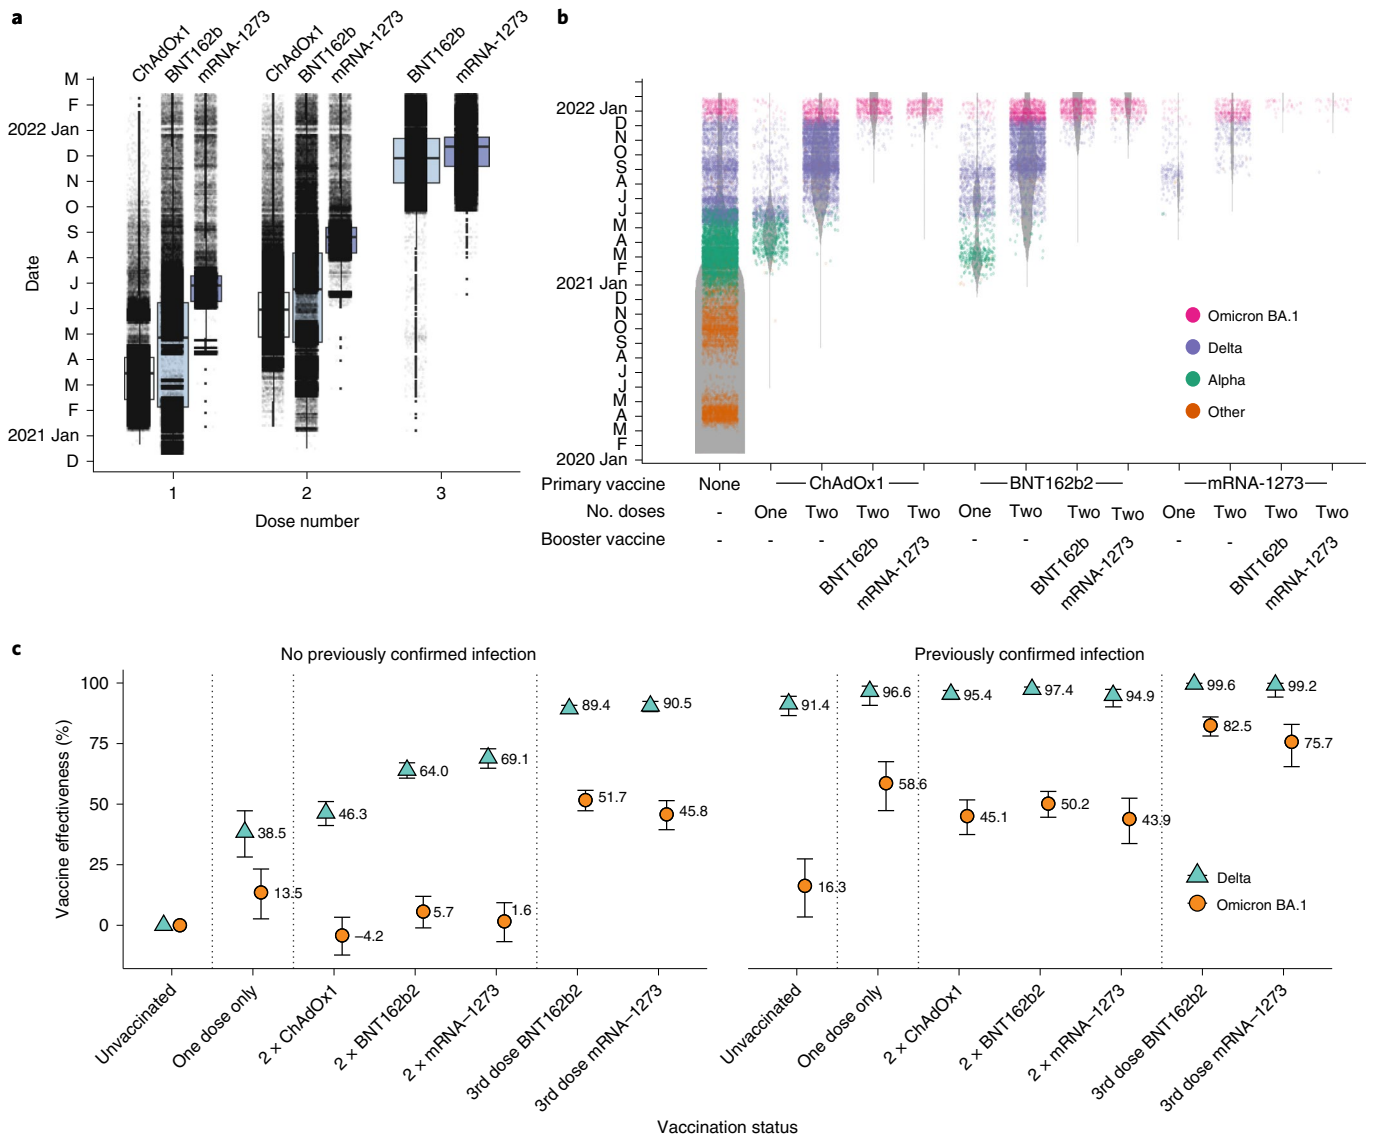 a
ChAdOx1
BNT162b
mRNA-1273
ChAdOx1
BNT162b
mRNA-1273
BNT162b
mRNA-1273
M
F
2022 Jan
D
N
O
S
A
J
J
M
A
M
F
2021 Jan
D
Date
1
2
3
Dose number
b
2022 Jan
D
N
O
S
A
J
J
M
A
M
F
2021 Jan
D
N
O
S
A
J
J
M
A
M
F
2020 Jan
Omicron BA.1
Delta
Alpha
Other
Primary vaccine None ChAdOx1 BNT162b2 mRNA-1273
No. doses - One Two Two Two One Two Two Two One Two Two Two
Booster vaccine - - - BNT162b mRNA-1273 - - BNT162b mRNA-1273 - - BNT162b mRNA-1273
c
No previously confirmed infection
Previously confirmed infection
Vaccine effectiveness (%)
100
75
50
25
0
38.5
13.5
46.3
–4.2
64.0
5.7
69.1
1.6
89.4
51.7
90.5
45.8
91.4
16.3
96.6
58.6
95.4
45.1
97.4
50.2
94.9
43.9
99.6
82.5
99.2
75.7
Delta
Omicron BA.1
Unvaccinated
One dose only
2 × ChAdOx1
2 × BNT162b2
2 × mRNA–1273
3rd dose BNT162b2
3rd dose mRNA–1273
Unvaccinated
One dose only
2 × ChAdOx1
2 × BNT162b2
2 × mRNA–1273
3rd dose BNT162b2
3rd dose mRNA–1273
Vaccination status